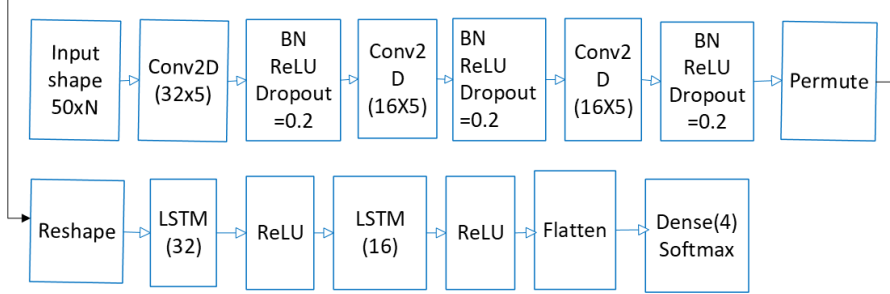 Input
shape
50xN
Conv2D
(32x5)
BN
ReLU
Dropout
=0.2
Conv2
D
(16X5)
BN
ReLU
Dropout
=0.2
Conv2
D
(16X5)
BN
ReLU
Dropout
=0.2
Permute
Reshape
LSTM
(32)
ReLU
LSTM
(16)
ReLU
Flatten
Dense(4)
Softmax